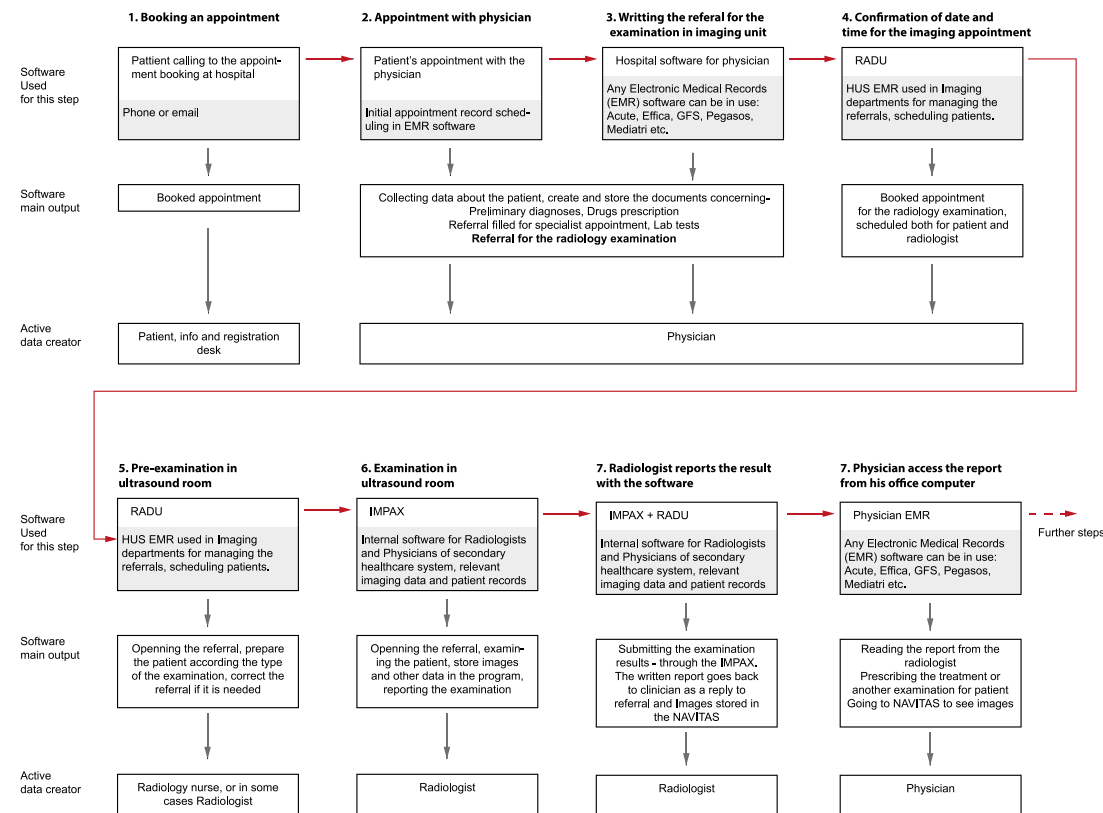 1. Booking an appointment
2. Appointment with physician
3. Writting the referal for the
examination in imaging unit
4. Confirmation of date and
time for the imaging appointment
Software
Used
for this step
Pattient calling to the appoint-
ment booking at hospital
Phone or email
Patient's appointment with the
physician
Initial appointment record sched-
uling in EMR software
Hospital software for physician
Any Electronic Medical Records
(EMR) software can be in use:
Acute, Effica, GFS, Pegasos,
Mediatri etc.
RADU
HUS EMR used in Imaging
departments for managing the
referrals, scheduling patients.
Software
main output
Booked appointment
Collecting data about the patient, create and store the documents concerning-
Preliminary diagnoses, Drugs prescription
Referral filled for specialist appointment, Lab tests
Referral for the radiology examination
Booked appointment
for the radiology examination,
scheduled both for patient and
radiologist
Active
data creator
Patient, info and registration
desk
Physician
5. Pre-examination in
ultrasound room
6. Examination in
ultrasound room
7. Radiologist reports the result
with the software
7. Physician access the report
from his office computer
Software
Used
for this step
RADU
HUS EMR used in Imaging
departments for managing the
referrals, scheduling patients.
IMPAX
Internal software for Radiologists
and Physicians of secondary
healthcare system, relevant
imaging data and patient records
IMPAX + RADU
Internal software for Radiologists
and Physicians of secondary
healthcare system, relevant
imaging data and patient records
Physician EMR
Any Electronic Medical Records
(EMR) software can be in use:
Acute, Effica, GFS, Pegasos,
Mediatri etc.
Further steps
Software
main output
Openning the referral, prepare
the patient according the type
of the examination, correct the
referral if it is needed
Openning the referral, examin-
ing the patient, store images
and other data in the program,
reporting the examination
Submitting the examination
results - through the IMPAX.
The written report goes back
to clinician as a reply to
referral and Images stored in
the NAVITAS
Reading the report from the
radiologist
Prescribing the treatment or
another examination for patient
Going to NAVITAS to see images
Active
data creator
Radiology nurse, or in some
cases Radiologist
Radiologist
Radiologist
Physician